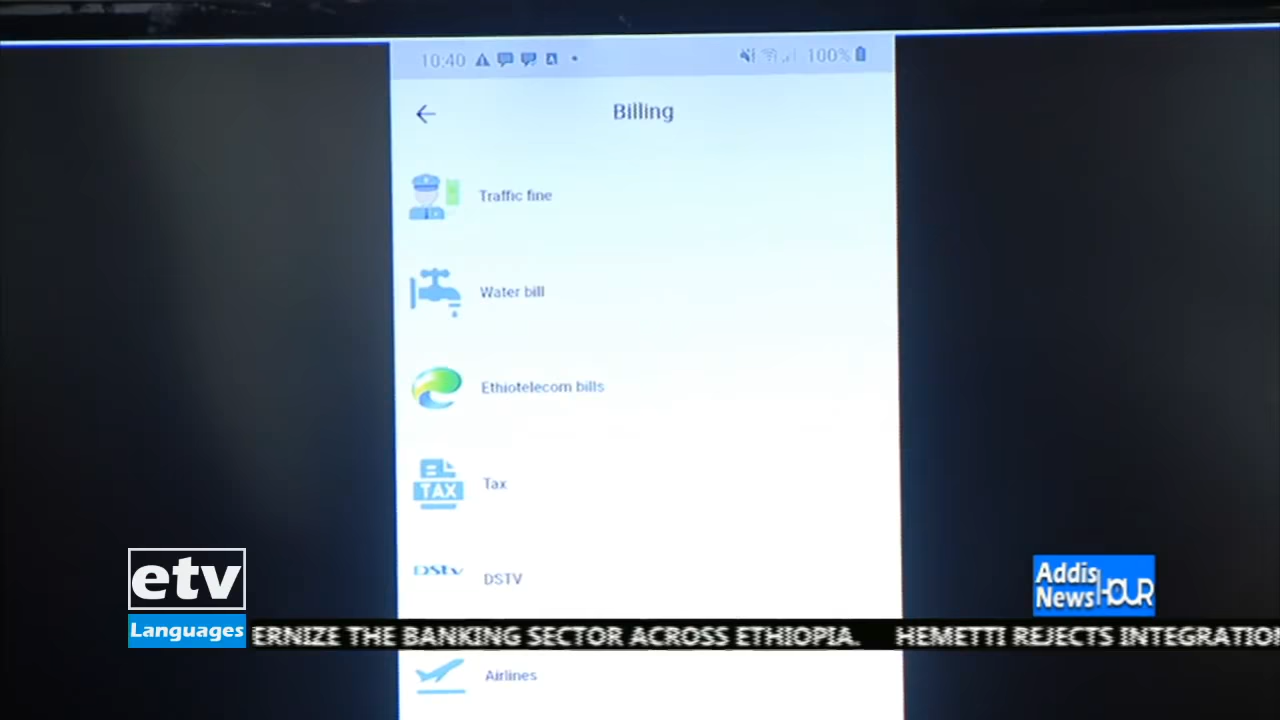 10:40
100%
Billing
Traffic fine
Water bill
Ethiotelecom bills
TAX
Tax
DStv
DSTV
etv
Languages
Addis
News HOUR
ERNIZE THE BANKING SECTOR ACROSS ETHIOPIA. HEMETTI REJECTS INTEGRATION
Airlines